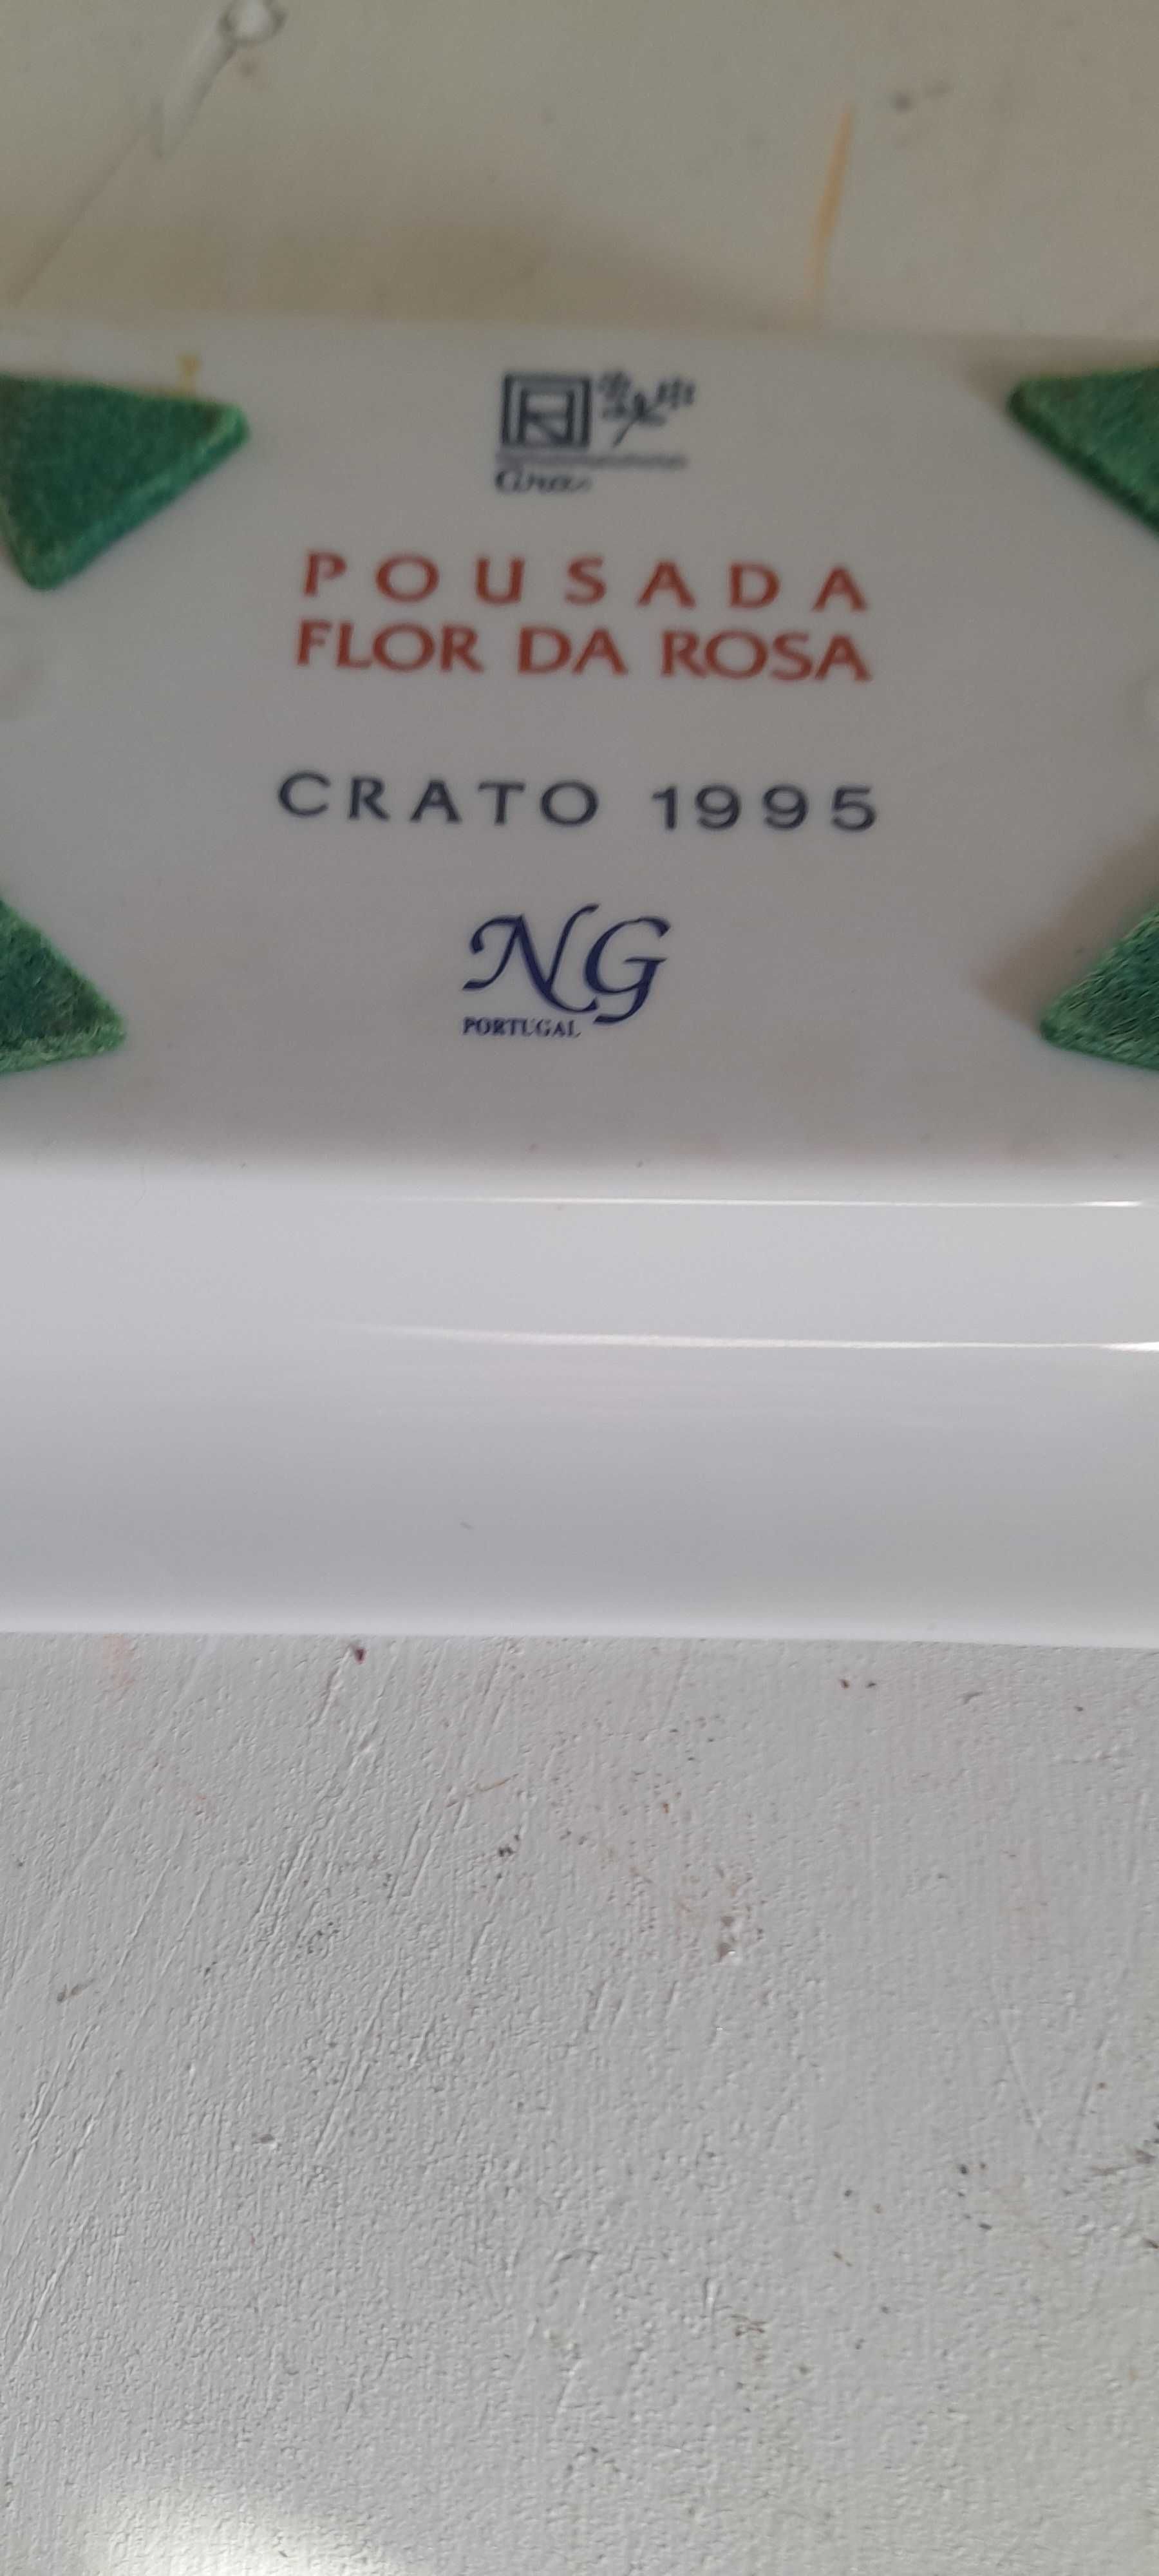 POUSADA
FLOR DA ROSA
CRATO 1995
NG
PORTUGAL